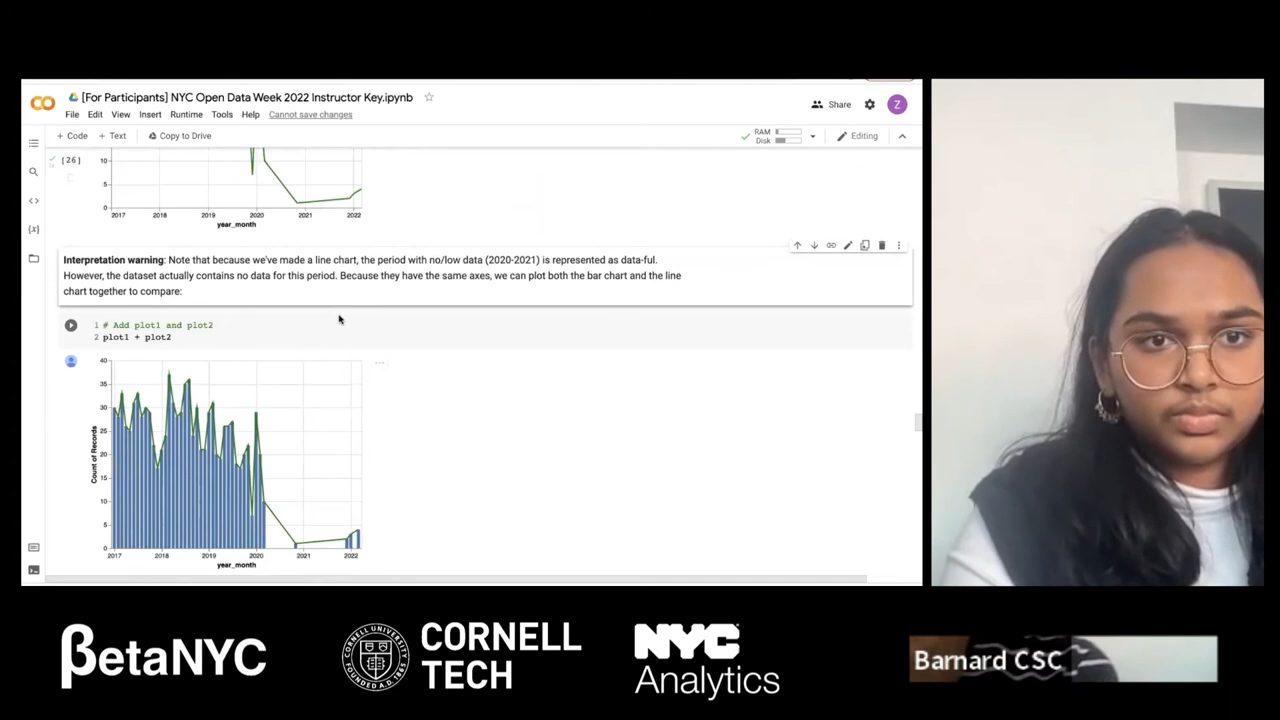 [For Participants] NYC Open Data Week 2022 Instructor Key.ipynb
File Edit View Insert Runtime Tools Help Cannot save changes
Share
Z
+ Code + Text Copy to Drive
RAM
Disk
Editing
[26]
10
5
0
2017 2018 2019 2020 2021 2022
year_month
Interpretation warning: Note that because we've made a line chart, the period with no/low data (2020-2021) is represented as data-ful.
However, the dataset actually contains no data for this period. Because they have the same axes, we can plot both the bar chart and the line
chart together to compare:
1 # Add plot1 and plot2
2 plot1 + plot2
40
35
30
25
20
15
10
5
0
Count of Records
2017 2018 2019 2020 2021 2022
year_month
βetaNYC
CORNELL UNIVERSITY
FOUNDED A.D. 1865
CORNELL
TECH
NYC
Analytics
Barnard CSC